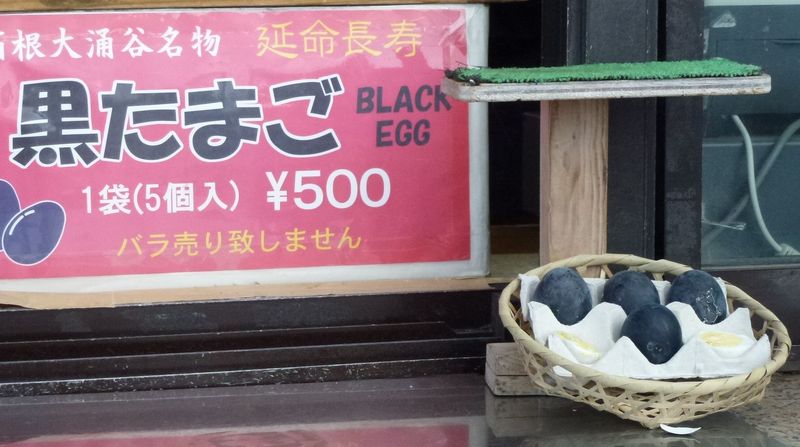 箱根大涌谷名物 延命長寿
黒たまご BLACK EGG
1袋(5個入) ¥500
バラ売り致しません